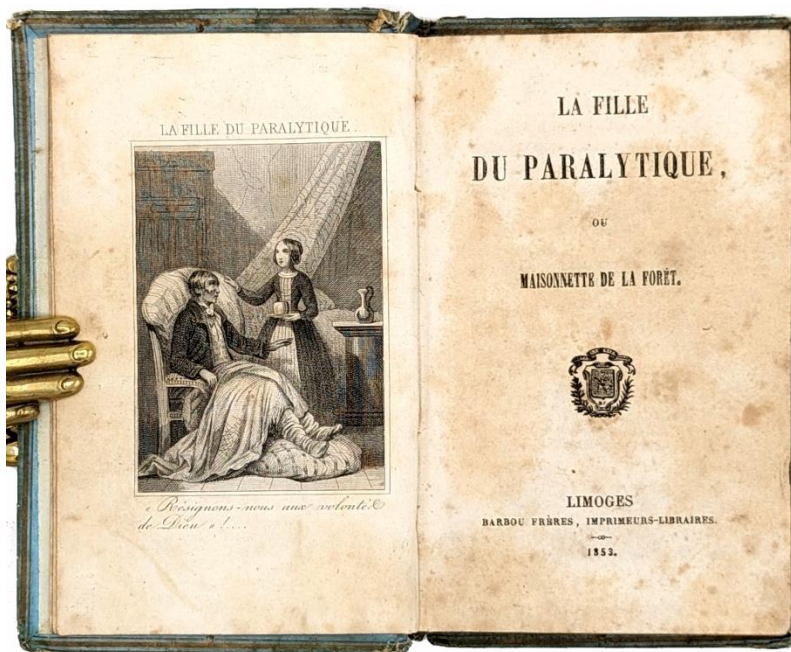 LA FILLE DU PARALYTIQUE.
« Résignons-nous aux volontés
de Dieu » !....
LA FILLE
DU PARALYTIQUE,
OU
MAISONNETTE DE LA FORÊT.
LIMOGES
BARBOU FRÈRES, IMPRIMEURS-LIBRAIRES.
1853.